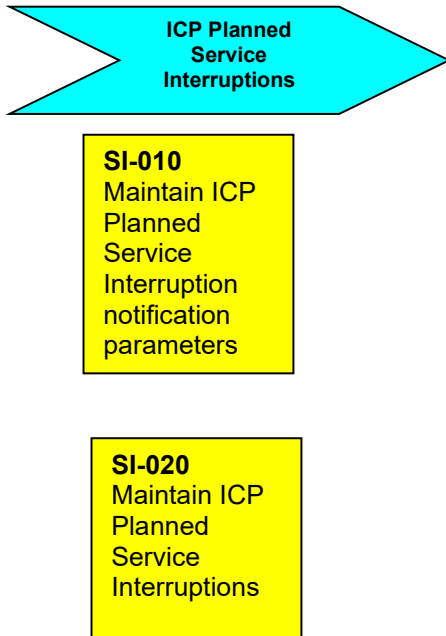 ICP Planned
Service
Interruptions
SI-010
Maintain ICP
Planned
Service
Interruption
notification
parameters
SI-020
Maintain ICP
Planned
Service
Interruptions